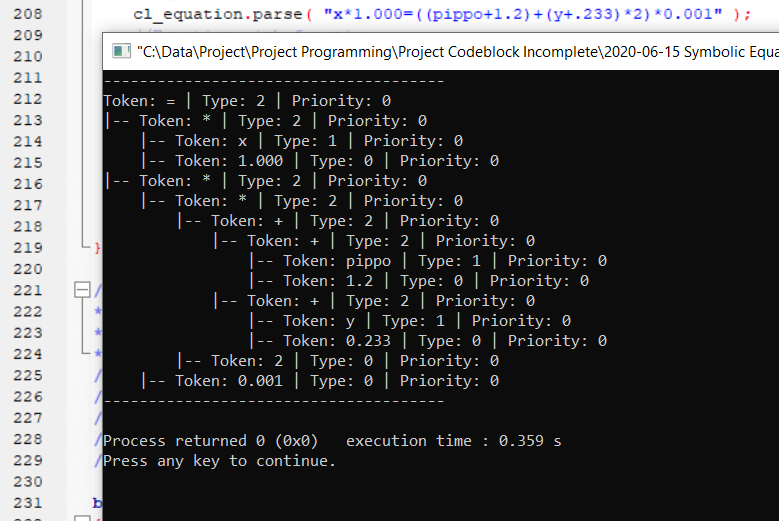 208 cl_equation.parse( "x*1.000=((pippo+1.2)+(y+.233)*2)*0.001" );
209
210 "C:\Data\Project\Project Programming\Project Codeblock Incomplete\2020-06-15 Symbolic Equa
211 --------------------------------------
212 Token: = | Type: 2 | Priority: 0
213 |-- Token: * | Type: 2 | Priority: 0
214 |-- Token: x | Type: 1 | Priority: 0
215 |-- Token: 1.000 | Type: 0 | Priority: 0
216 |-- Token: * | Type: 2 | Priority: 0
217 |-- Token: * | Type: 2 | Priority: 0
218 |-- Token: + | Type: 2 | Priority: 0
219 } |-- Token: + | Type: 2 | Priority: 0
220 |-- Token: pippo | Type: 1 | Priority: 0
221 / |-- Token: 1.2 | Type: 0 | Priority: 0
222 * |-- Token: + | Type: 2 | Priority: 0
223 * |-- Token: y | Type: 1 | Priority: 0
224 * |-- Token: 0.233 | Type: 0 | Priority: 0
225 / |-- Token: 2 | Type: 0 | Priority: 0
226 / |-- Token: 0.001 | Type: 0 | Priority: 0
227 / --------------------------------------
228 / Process returned 0 (0x0)   execution time : 0.359 s
229 / Press any key to continue.
230
231 b